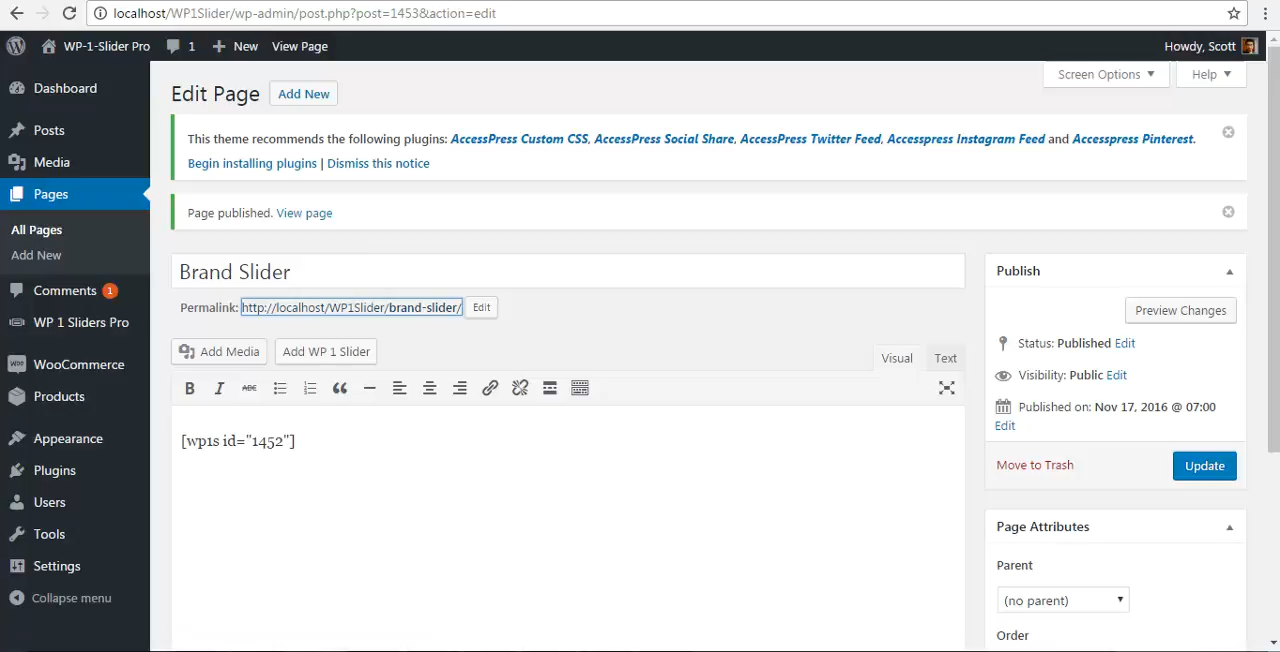 localhost/WP1Slider/wp-admin/post.php?post=1453&action=edit
WP-1-Slider Pro 1 New View Page Howdy, Scott
Screen Options Help
Dashboard
Posts
Media
Pages
All Pages
Add New
Comments 1
WP 1 Sliders Pro
WooCommerce
Products
Appearance
Plugins
Users
Tools
Settings
Collapse menu
Edit Page Add New
This theme recommends the following plugins: AccessPress Custom CSS, AccessPress Social Share, AccessPress Twitter Feed, Accesspress Instagram Feed and Accesspress Pinterest.
Begin installing plugins | Dismiss this notice
Page published. View page
Brand Slider
Permalink: http://localhost/WP1Slider/brand-slider/ Edit
Add Media Add WP 1 Slider
Visual Text
B I ABC
[wp1s id="1452"]
Publish
Preview Changes
Status: Published Edit
Visibility: Public Edit
Published on: Nov 17, 2016 @ 07:00
Edit
Move to Trash Update
Page Attributes
Parent
(no parent)
Order